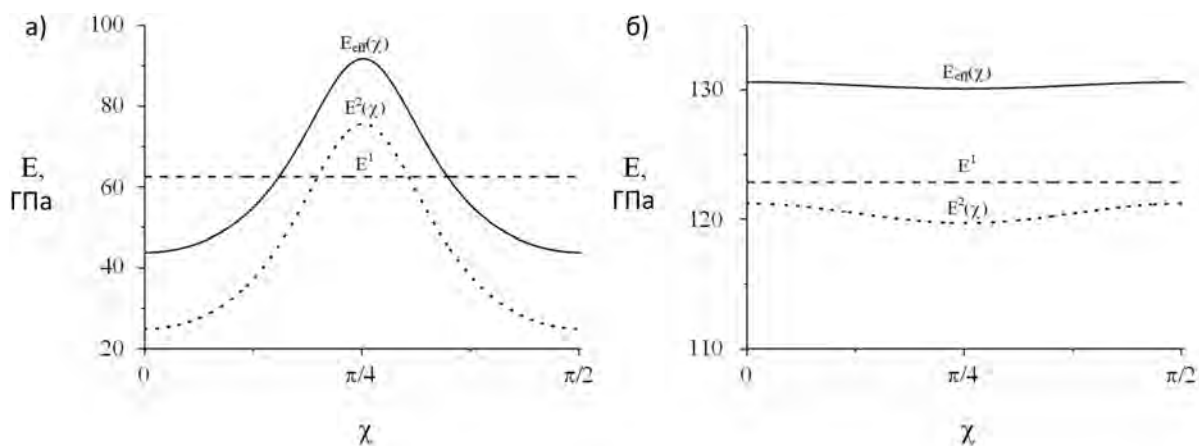 а)
100
80
60
40
20
E,
ГПа
E_eff(χ)
E²(χ)
E¹
0
π/4
π/2
χ
б)
130
120
110
E,
ГПа
E_eff(χ)
E¹
E²(χ)
0
π/4
π/2
χ